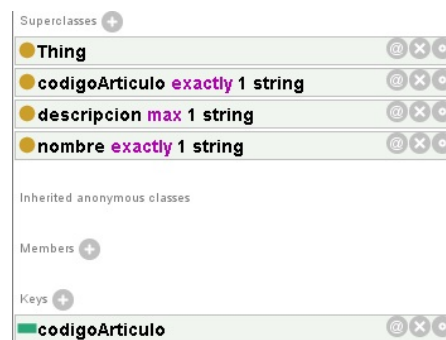 Superclasses
Thing
codigoArticulo exactly 1 string
descripcion max 1 string
nombre exactly 1 string
Inherited anonymous classes
Members
Keys
codigoArticulo